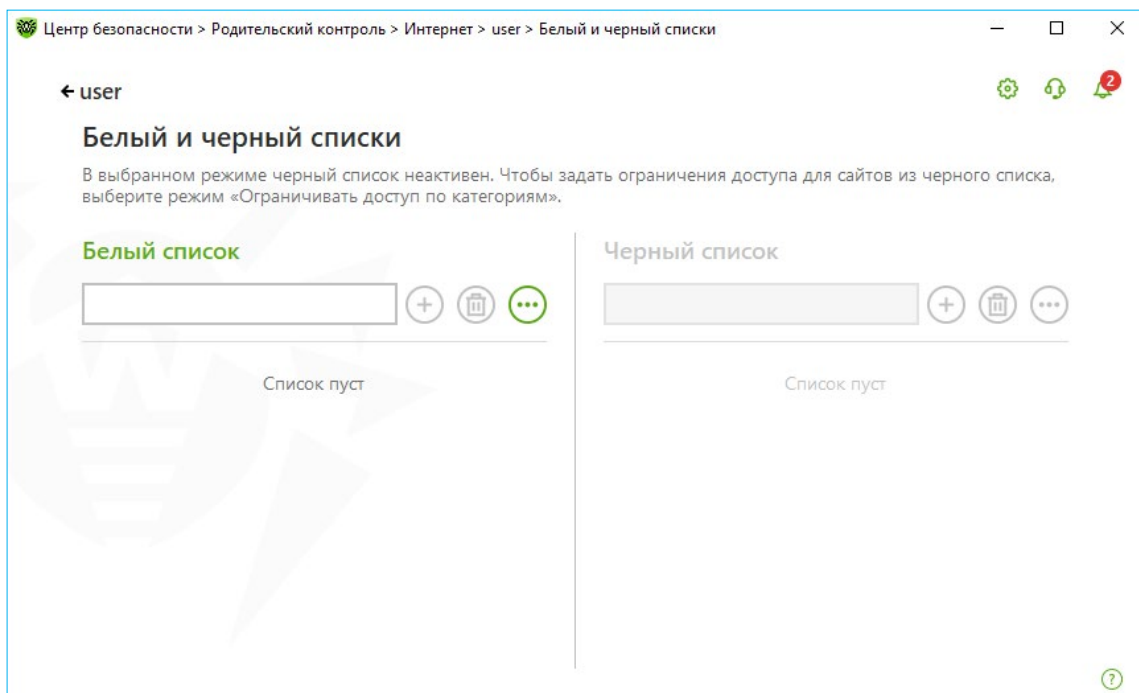 Центр безопасности > Родительский контроль > Интернет > user > Белый и черный списки
user
2
Белый и черный списки
В выбранном режиме черный список неактивен. Чтобы задать ограничения доступа для сайтов из черного списка,
выберите режим «Ограничивать доступ по категориям».
Белый список
Черный список
Список пуст
Список пуст
?